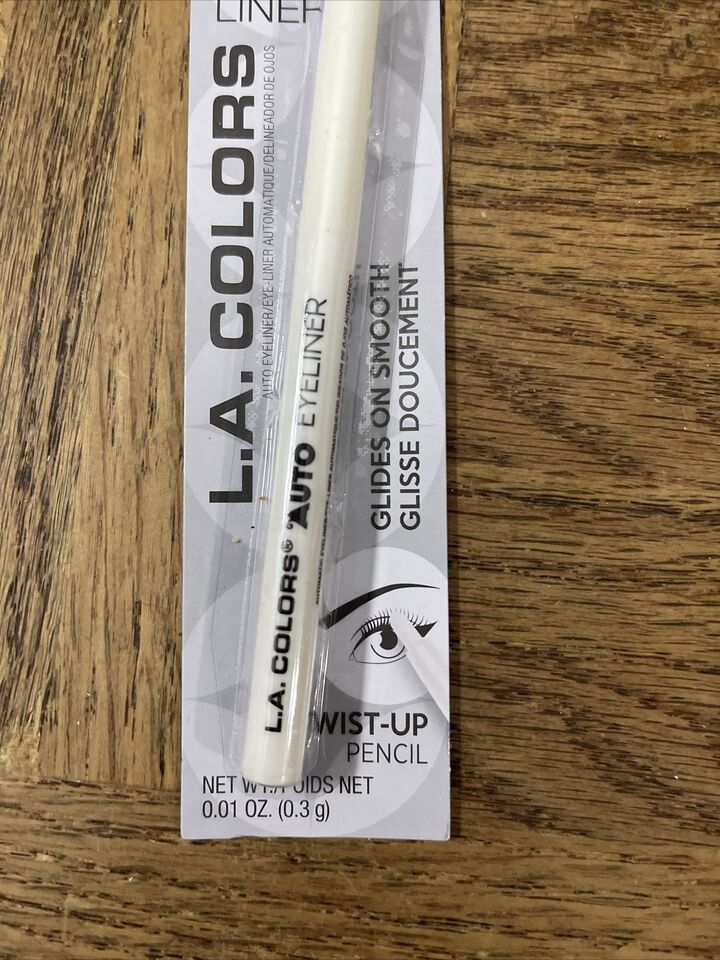 LINER
L.A. COLORS
AUTO EYELINER/EYE-LINER AUTOMATIQUE/DELINEADOR DE OJOS
L.A. COLORS® AUTO EYELINER
GLIDES ON SMOOTH
GLISSE DOUCEMENT
WIST-UP
PENCIL
NET WT./ UIDS NET
0.01 OZ. (0.3 g)